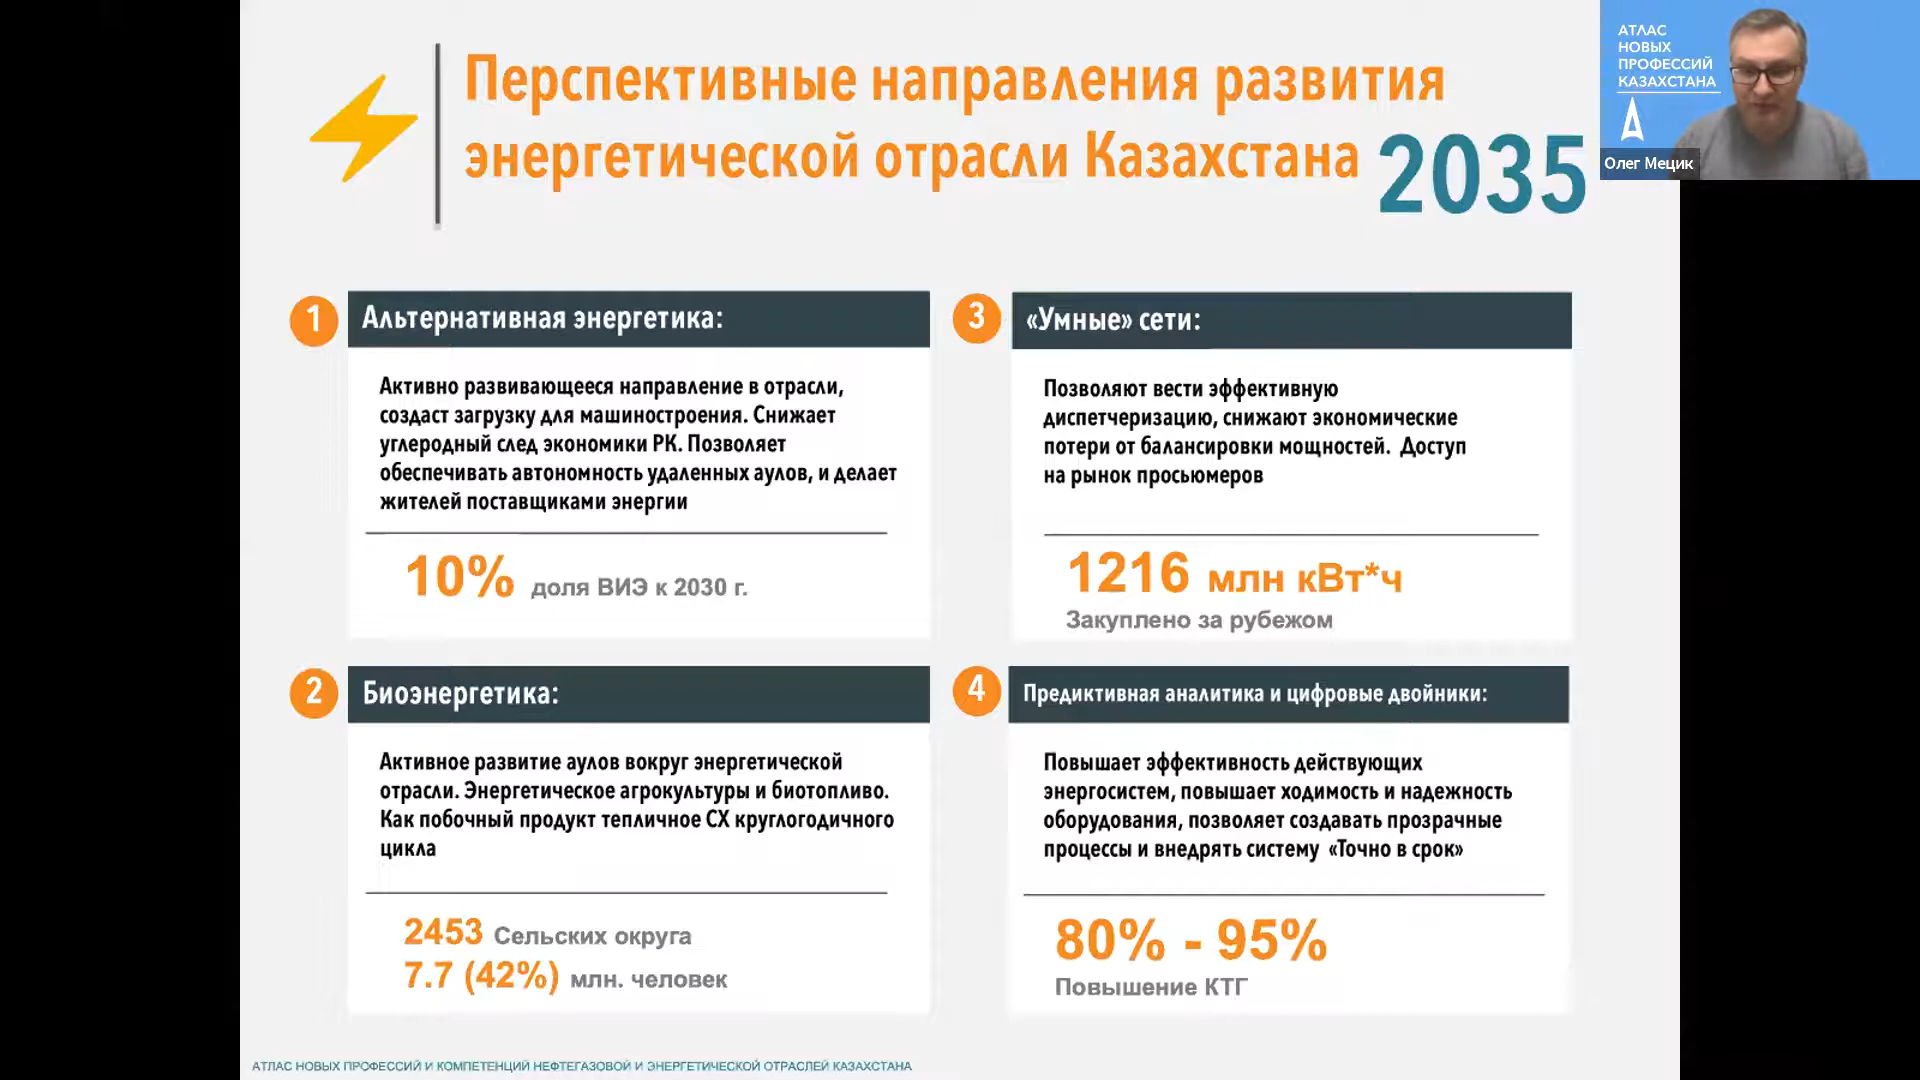 Перспективные направления развития
энергетической отрасли Казахстана 2035
АТЛАС
НОВЫХ
ПРОФЕССИЙ
КАЗАХСТАНА
Олег Мецик
1
Альтернативная энергетика:
Активно развивающееся направление в отрасли,
создаст загрузку для машиностроения. Снижает
углеродный след экономики РК. Позволяет
обеспечивать автономность удаленных аулов, и делает
жителей поставщиками энергии
10% доля ВИЭ к 2030 г.
2
Биоэнергетика:
Активное развитие аулов вокруг энергетической
отрасли. Энергетическое агрокультуры и биотопливо.
Как побочный продукт тепличное СХ круглогодичного
цикла
2453 Сельских округа
7.7 (42%) млн. человек
3
«Умные» сети:
Позволяют вести эффективную
диспетчеризацию, снижают экономические
потери от балансировки мощностей. Доступ
на рынок просьюмеров
1216 млн кВт*ч
Закуплено за рубежом
4
Предиктивная аналитика и цифровые двойники:
Повышает эффективность действующих
энергосистем, повышает ходимость и надежность
оборудования, позволяет создавать прозрачные
процессы и внедрять систему «Точно в срок»
80% - 95%
Повышение КТГ
АТЛАС НОВЫХ ПРОФЕССИЙ И КОМПЕТЕНЦИЙ НЕФТЕГАЗОВОЙ И ЭНЕРГЕТИЧЕСКОЙ ОТРАСЛЕЙ КАЗАХСТАНА